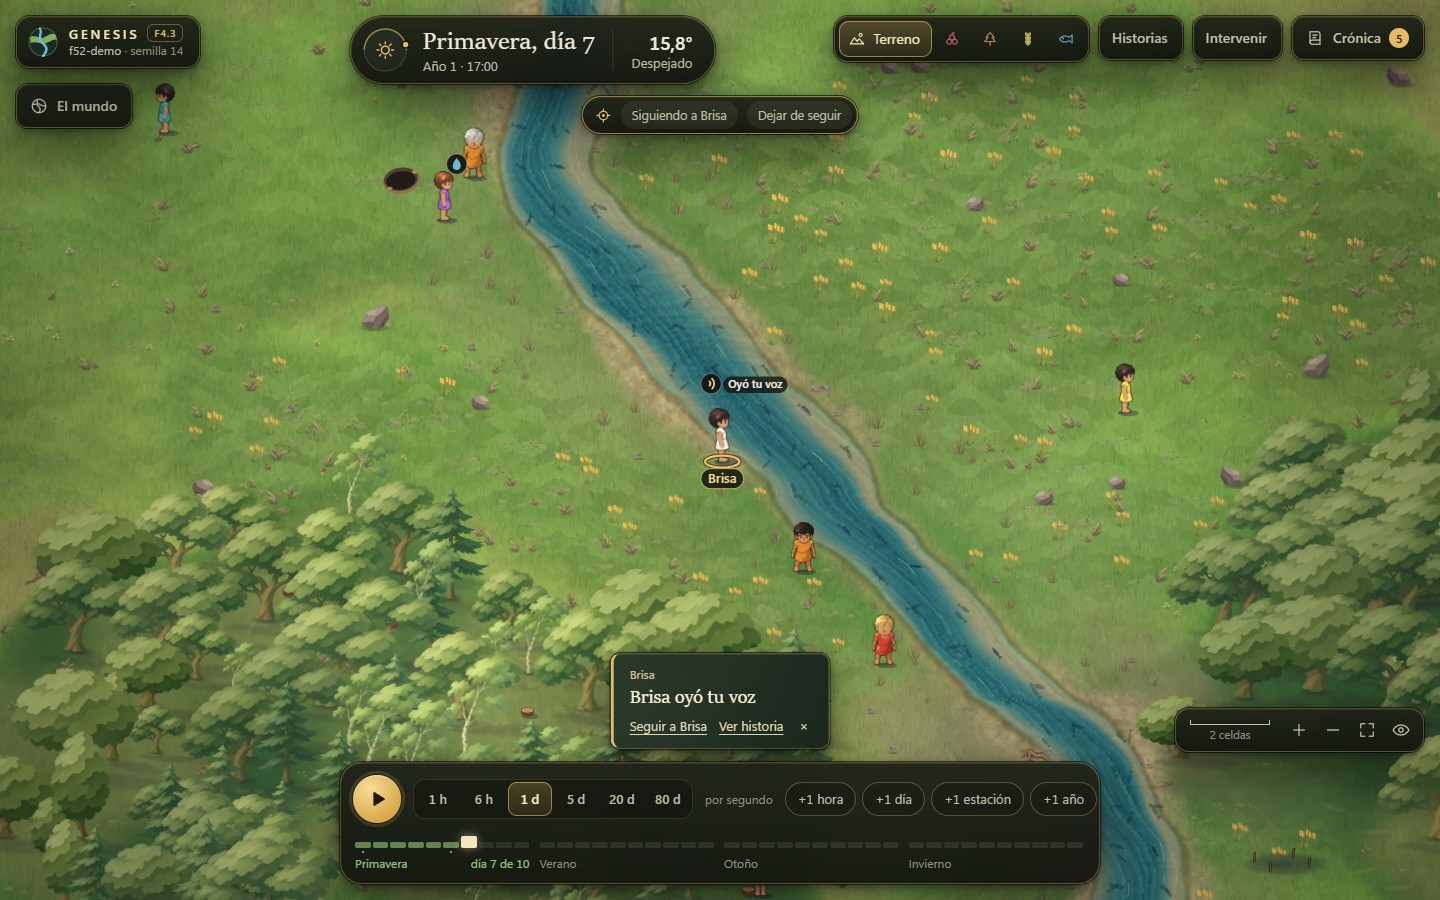 GENESIS F4.3
f52-demo · semilla 14
El mundo
Primavera, día 7
Año 1 · 17:00
15,8°
Despejado
Siguiendo a Brisa
Dejar de seguir
Terreno
Historias
Intervenir
Crónica 5
Oyó tu voz
Brisa
Brisa
Brisa oyó tu voz
Seguir a Brisa Ver historia ×
2 celdas
1 h 6 h 1 d 5 d 20 d 80 d por segundo +1 hora +1 día +1 estación +1 año
Primavera día 7 de 10 Verano Otoño Invierno